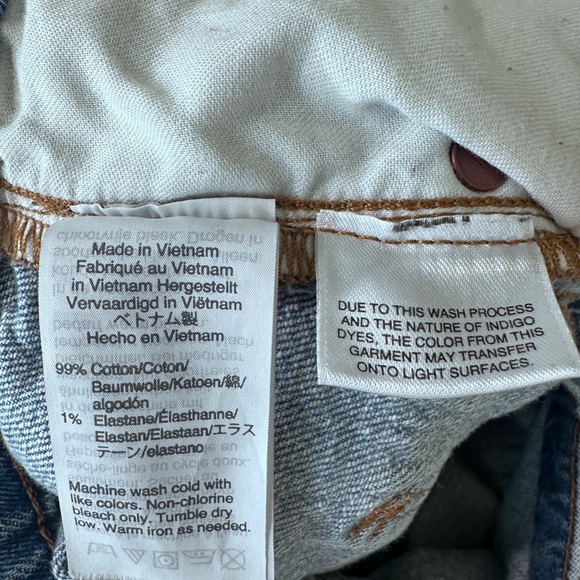 Made in Vietnam
Fabriqué au Vietnam
in Vietnam Hergestellt
Vervaardigd in Viëtnam
ベトナム製
Hecho en Vietnam
99% Cotton/Coton/
Baumwolle/Katoen/綿/
algodón
1% Elastane/Élasthanne/
Elastan/Elastaan/エラス
テーン/elastano
Machine wash cold with
like colors. Non-chlorine
bleach only. Tumble dry
low. Warm iron as needed.
DUE TO THIS WASH PROCESS
AND THE NATURE OF INDIGO
DYES, THE COLOR FROM THIS
GARMENT MAY TRANSFER
ONTO LIGHT SURFACES.